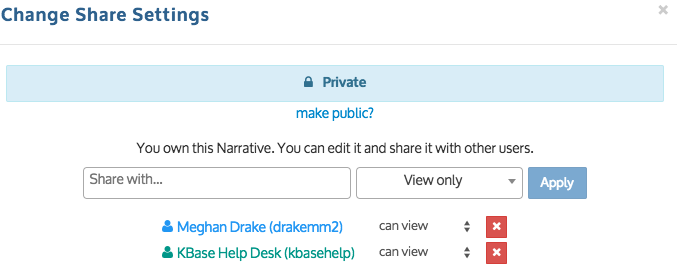 Change Share Settings
Private
make public?
You own this Narrative. You can edit it and share it with other users.
Share with... View only Apply
Meghan Drake (drakemm2) can view
KBase Help Desk (kbasehelp) can view